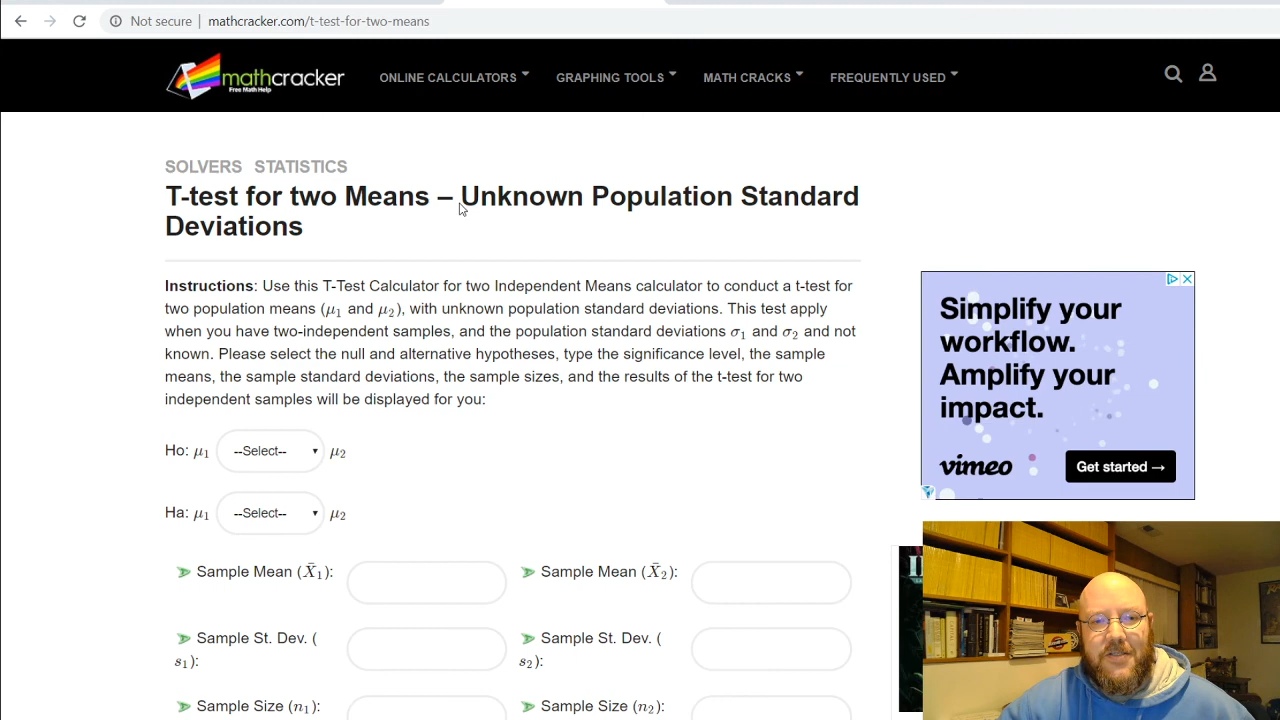 Not secure | mathcracker.com/t-test-for-two-means
mathcracker
Free Math Help
ONLINE CALCULATORS
GRAPHING TOOLS
MATH CRACKS
FREQUENTLY USED
SOLVERS STATISTICS
T-test for two Means – Unknown Population Standard
Deviations
Instructions: Use this T-Test Calculator for two Independent Means calculator to conduct a t-test for
two population means (μ₁ and μ₂), with unknown population standard deviations. This test apply
when you have two-independent samples, and the population standard deviations σ₁ and σ₂ and not
known. Please select the null and alternative hypotheses, type the significance level, the sample
means, the sample standard deviations, the sample sizes, and the results of the t-test for two
independent samples will be displayed for you:
Ho: μ₁ --Select-- μ₂
Ha: μ₁ --Select-- μ₂
Sample Mean (X̄₁):
Sample Mean (X̄₂):
Sample St. Dev. (
s₁):
Sample St. Dev. (
s₂):
Sample Size (n₁):
Sample Size (n₂):
Simplify your
workflow.
Amplify your
impact.
vimeo
Get started →